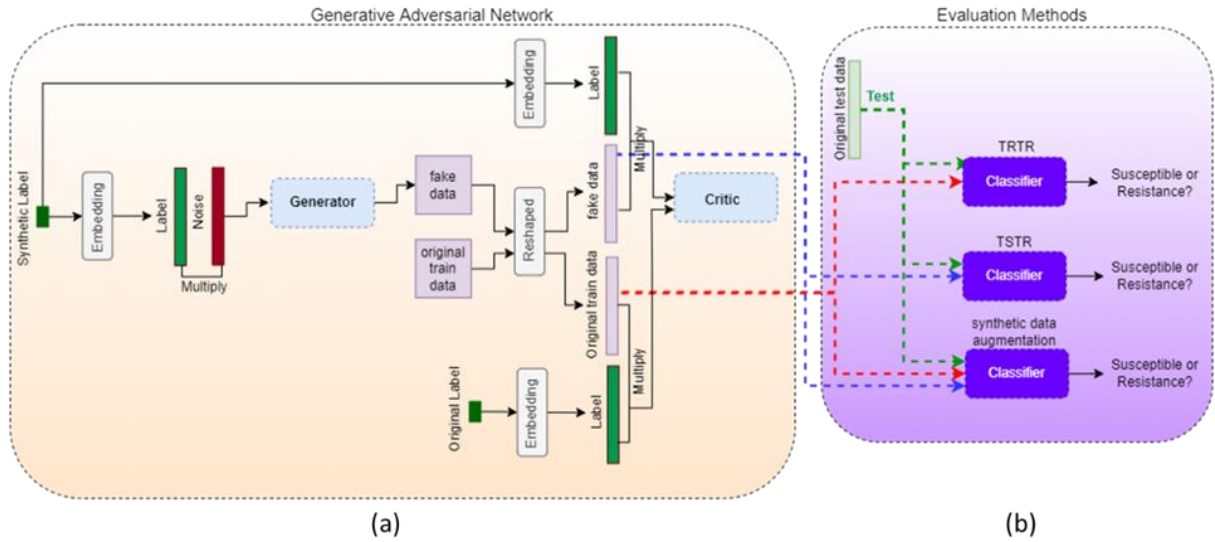 Generative Adversarial Network
Synthetic Label
Embedding
Label
Noise
Multiply
Generator
Embedding
Label
fake
data
original
train
data
Reshaped
fake data
Multiply
Original train data
Multiply
Critic
Original Label
Embedding
Label
(a)
Evaluation Methods
Original test data
Test
TRTR
Classifier
Susceptible or
Resistance?
TSTR
Classifier
Susceptible or
Resistance?
synthetic data
augmentation
Classifier
Susceptible or
Resistance?
(b)